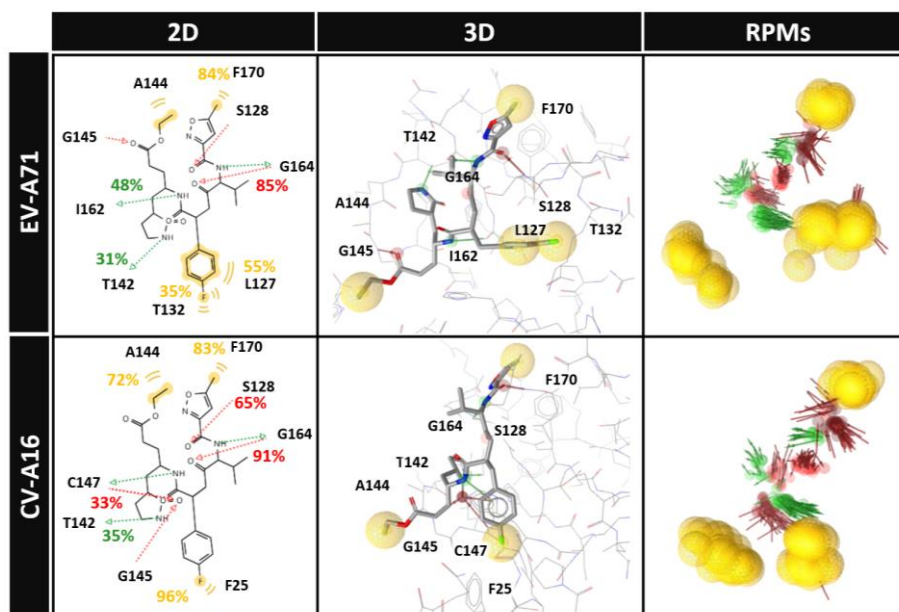 2D
3D
RPMs
EV-A71
A144
84%
F170
S128
G145
G164
48%
85%
I162
31%
T142
55%
35%
L127
T132
F170
T142
G164
S128
A144
L127
T132
G145
I162
CV-A16
A144
83%
F170
72%
S128
65%
G164
91%
C147
33%
T142
35%
G145
F25
96%
F170
G164
S128
T142
A144
G145
C147
F25